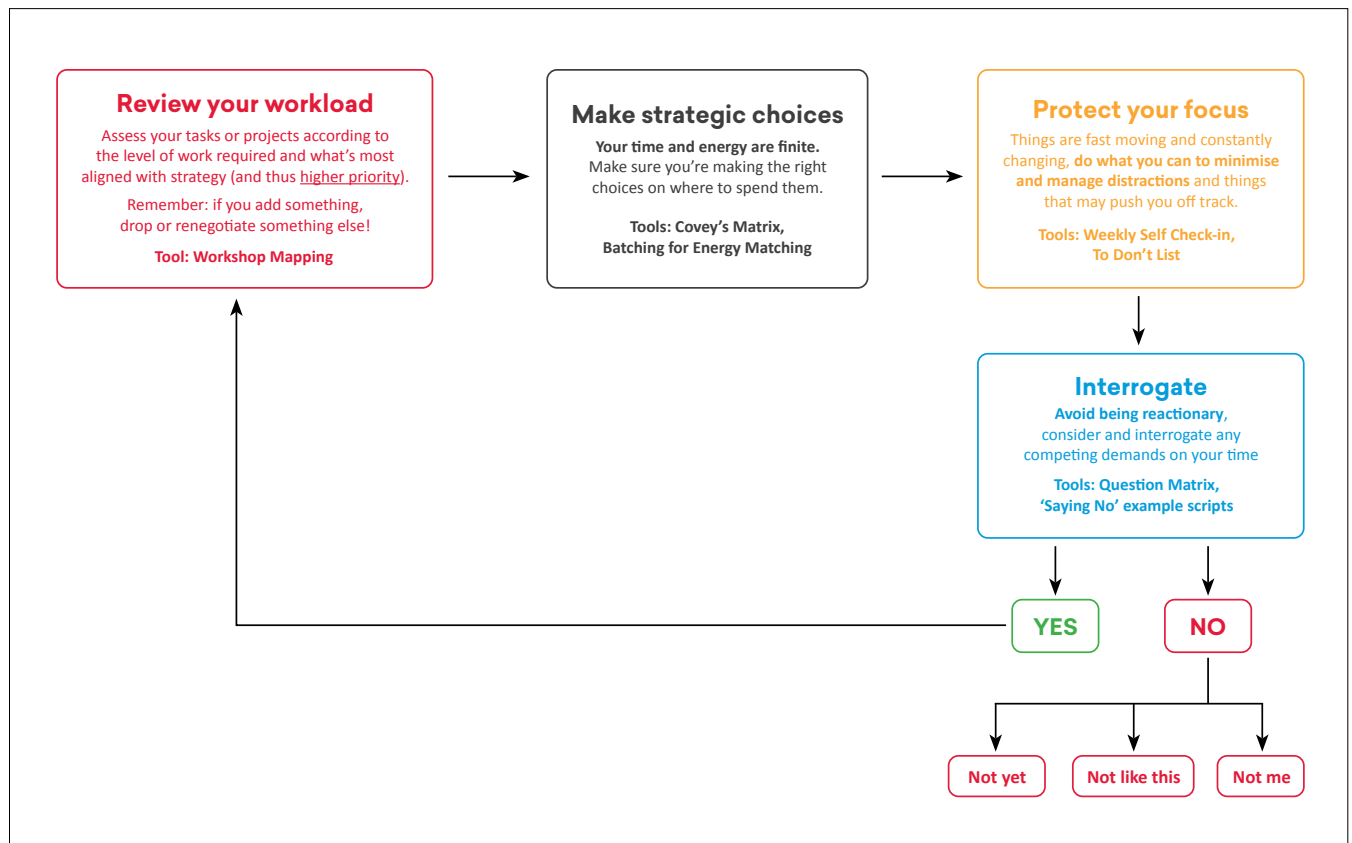 Review your workload
Assess your tasks or projects according to
the level of work required and what's most
aligned with strategy (and thus higher priority).
Remember: if you add something,
drop or renegotiate something else!
Tool: Workshop Mapping
Make strategic choices
Your time and energy are finite.
Make sure you're making the right
choices on where to spend them.
Tools: Covey's Matrix,
Batching for Energy Matching
Protect your focus
Things are fast moving and constantly
changing, do what you can to minimise
and manage distractions and things
that may push you off track.
Tools: Weekly Self Check-in,
To Don't List
Interrogate
Avoid being reactionary,
consider and interrogate any
competing demands on your time
Tools: Question Matrix,
'Saying No' example scripts
YES
NO
Not yet
Not like this
Not me